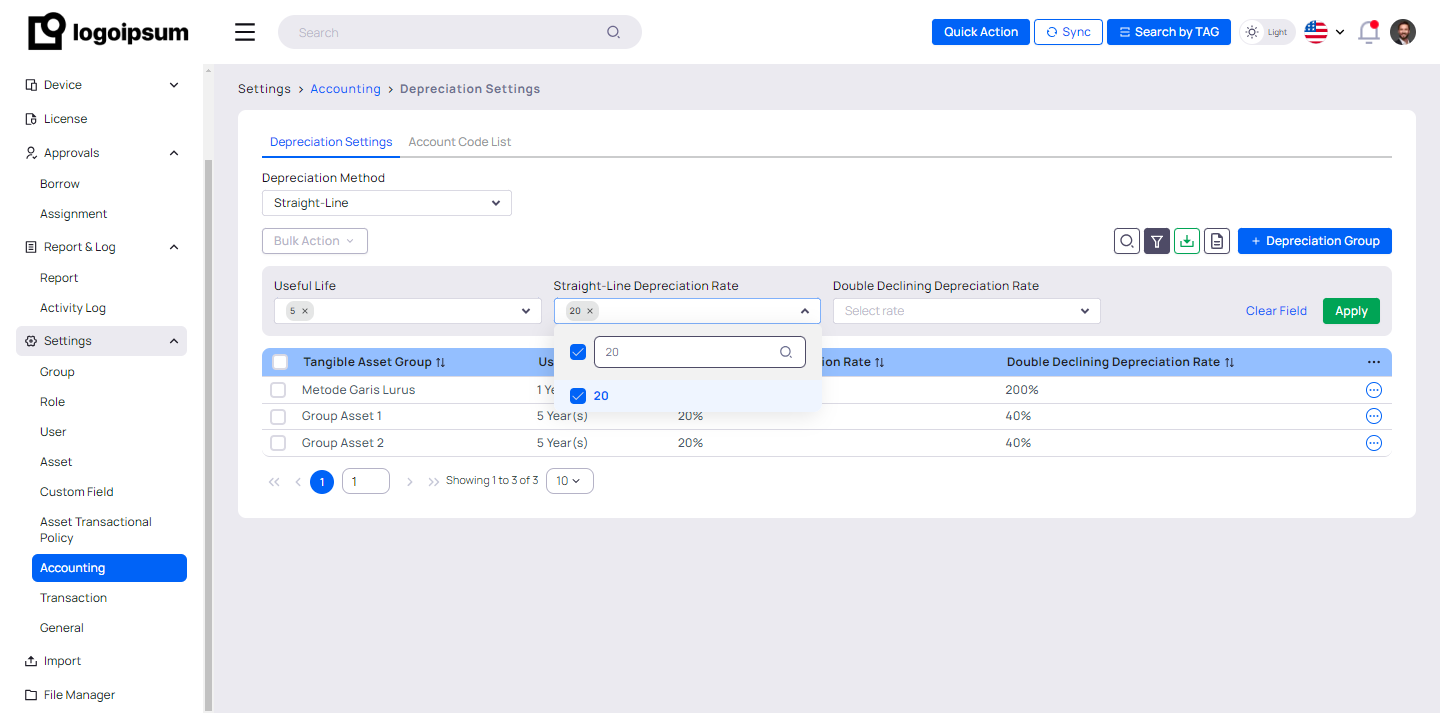 logoipsum
Search
Quick Action
Sync
Search by TAG
Light
Device
License
Approvals
Borrow
Assignment
Report & Log
Report
Activity Log
Settings
Group
Role
User
Asset
Custom Field
Asset Transactional
Policy
Accounting
Transaction
General
Import
File Manager
Settings > Accounting > Depreciation Settings
Depreciation Settings Account Code List
Depreciation Method
Straight-Line
Bulk Action
+ Depreciation Group
Useful Life Straight-Line Depreciation Rate Double Declining Depreciation Rate
5 × 20 × Select rate Clear Field Apply
20
20
Tangible Asset Group Us ion Rate Double Declining Depreciation Rate ...
Metode Garis Lurus 1 Ye 200%
Group Asset 1 5 Year(s) 20% 40%
Group Asset 2 5 Year(s) 20% 40%
<< < 1 1 > >> Showing 1 to 3 of 3 10